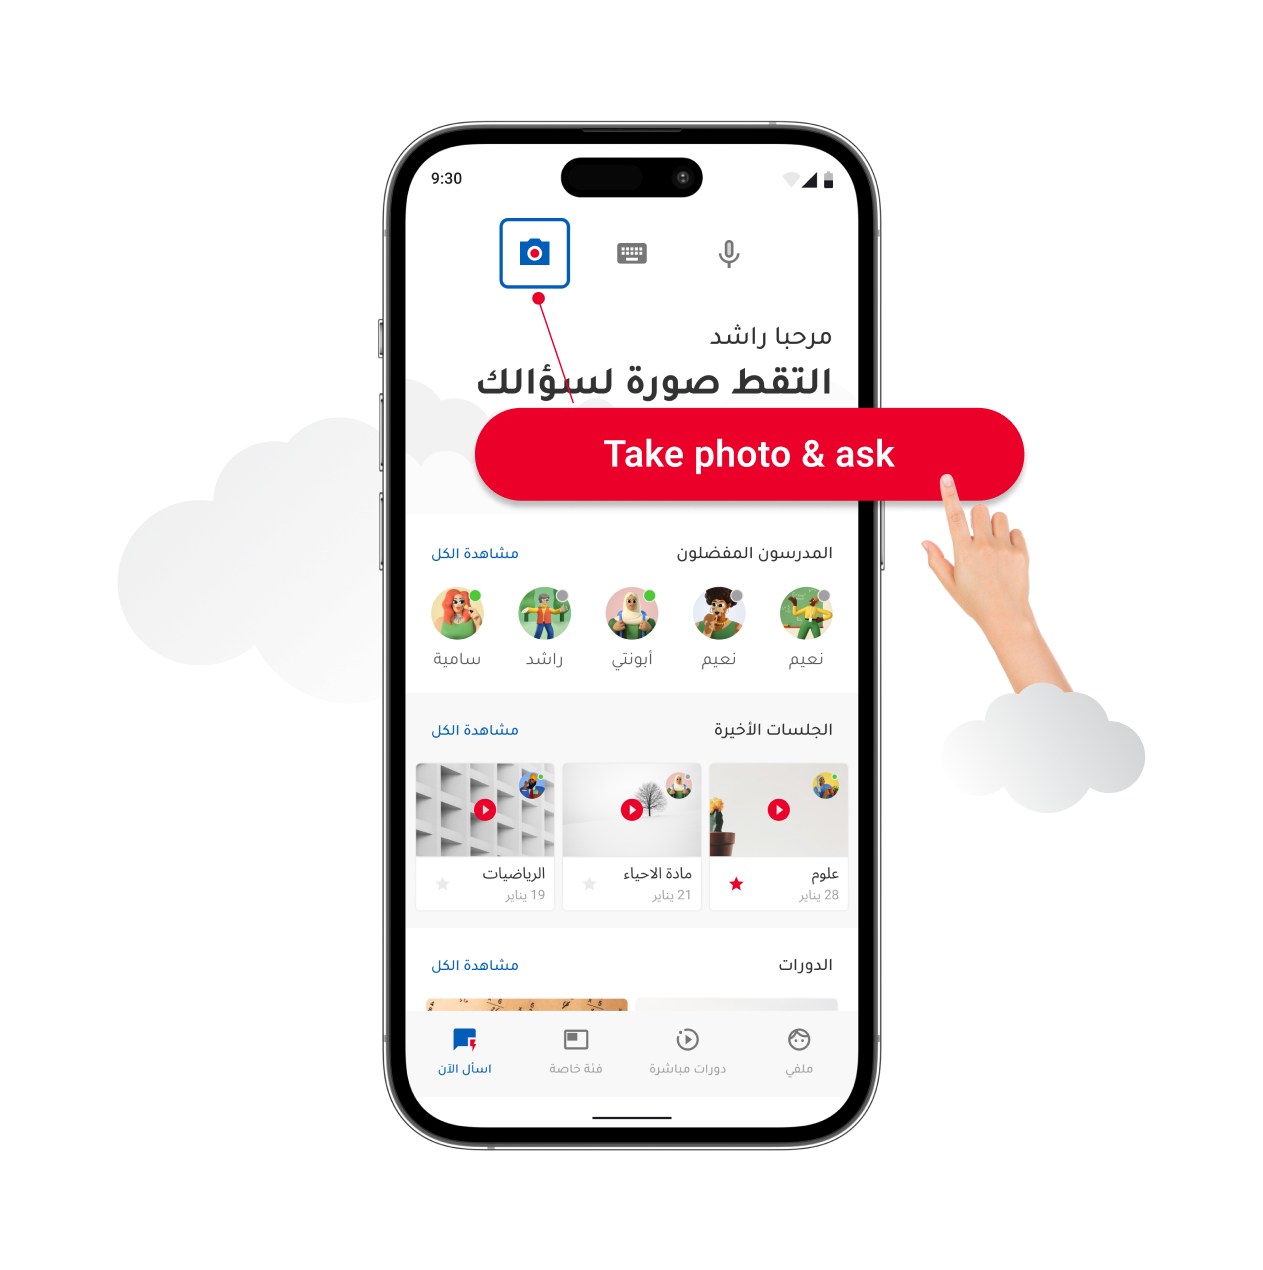 9:30
مرحبا راشد
التقط صورة لسؤالك
Take photo & ask
المدرسون المفضلون
مشاهدة الكل
نعيم
نعيم
أبونتي
راشد
سامية
الجلسات الأخيرة
مشاهدة الكل
علوم
28 يناير
مادة الاحياء
21 يناير
الرياضيات
19 يناير
الدورات
مشاهدة الكل
ملفي
دورات مباشرة
فئة خاصة
اسأل الآن